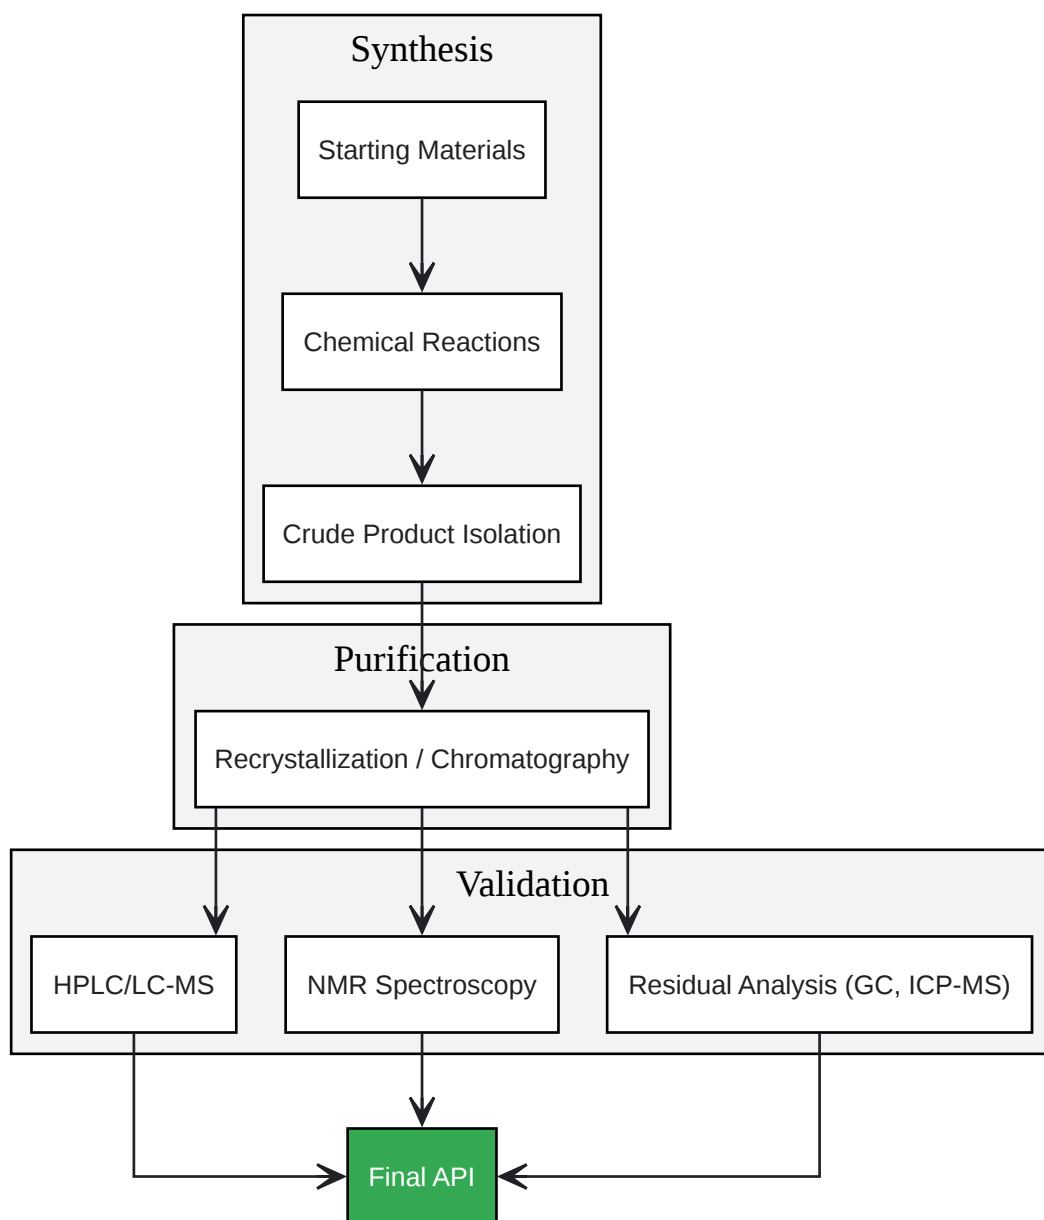 Synthesis
Starting Materials
Chemical Reactions
Crude Product Isolation
Purification
Recrystallization / Chromatography
Validation
HPLC/LC-MS
NMR Spectroscopy
Residual Analysis (GC, ICP-MS)
Final API